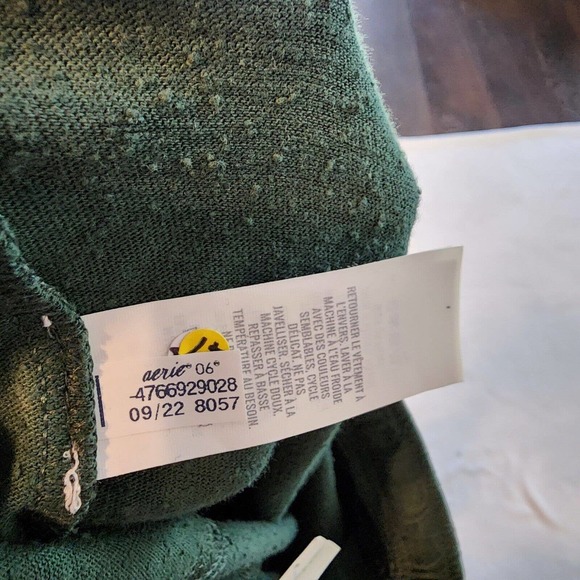 aerie® 06*
-4766929028
09/22 8057
RETOURNER LE VÊTEMENT À
L'ENVERS, LAVER À LA
MACHINE À L'EAU FROIDE
AVEC DES COULEURS
SEMBLABLES, CYCLE
DÉLICAT. NE PAS
JAVELLISER. SÉCHER À LA
MACHINE CYCLE DOUX.
REPASSER À BASSE
TEMPÉRATURE AU BESOIN.